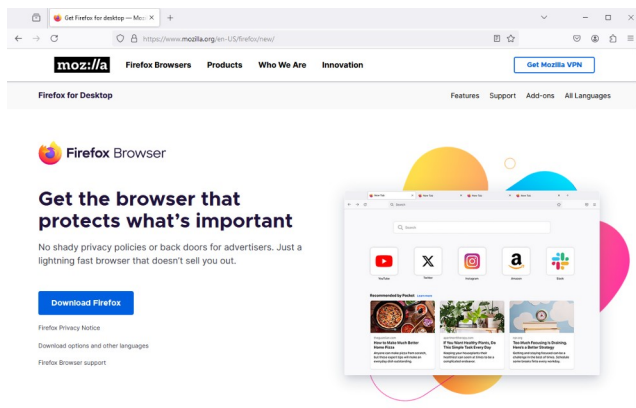 Get Firefox for desktop — Moz
https://www.mozilla.org/en-US/firefox/new/
moz://a Firefox Browsers Products Who We Are Innovation Get Mozilla VPN
Firefox for Desktop Features Support Add-ons All Languages
Firefox Browser
Get the browser that
protects what's important
No shady privacy policies or back doors for advertisers. Just a
lightning fast browser that doesn't sell you out.
Download Firefox
Firefox Privacy Notice
Download options and other languages
Firefox Browser support
Search
Search
YouTube Twitter Instagram Amazon Slack
Recommended by Pocket Learn more
How to Make Much Better
Home Pizza
If You Want Healthy Plants, Do
This Simple Task Every Day
Too Much Focusing Is Draining.
Here's a Better Strategy